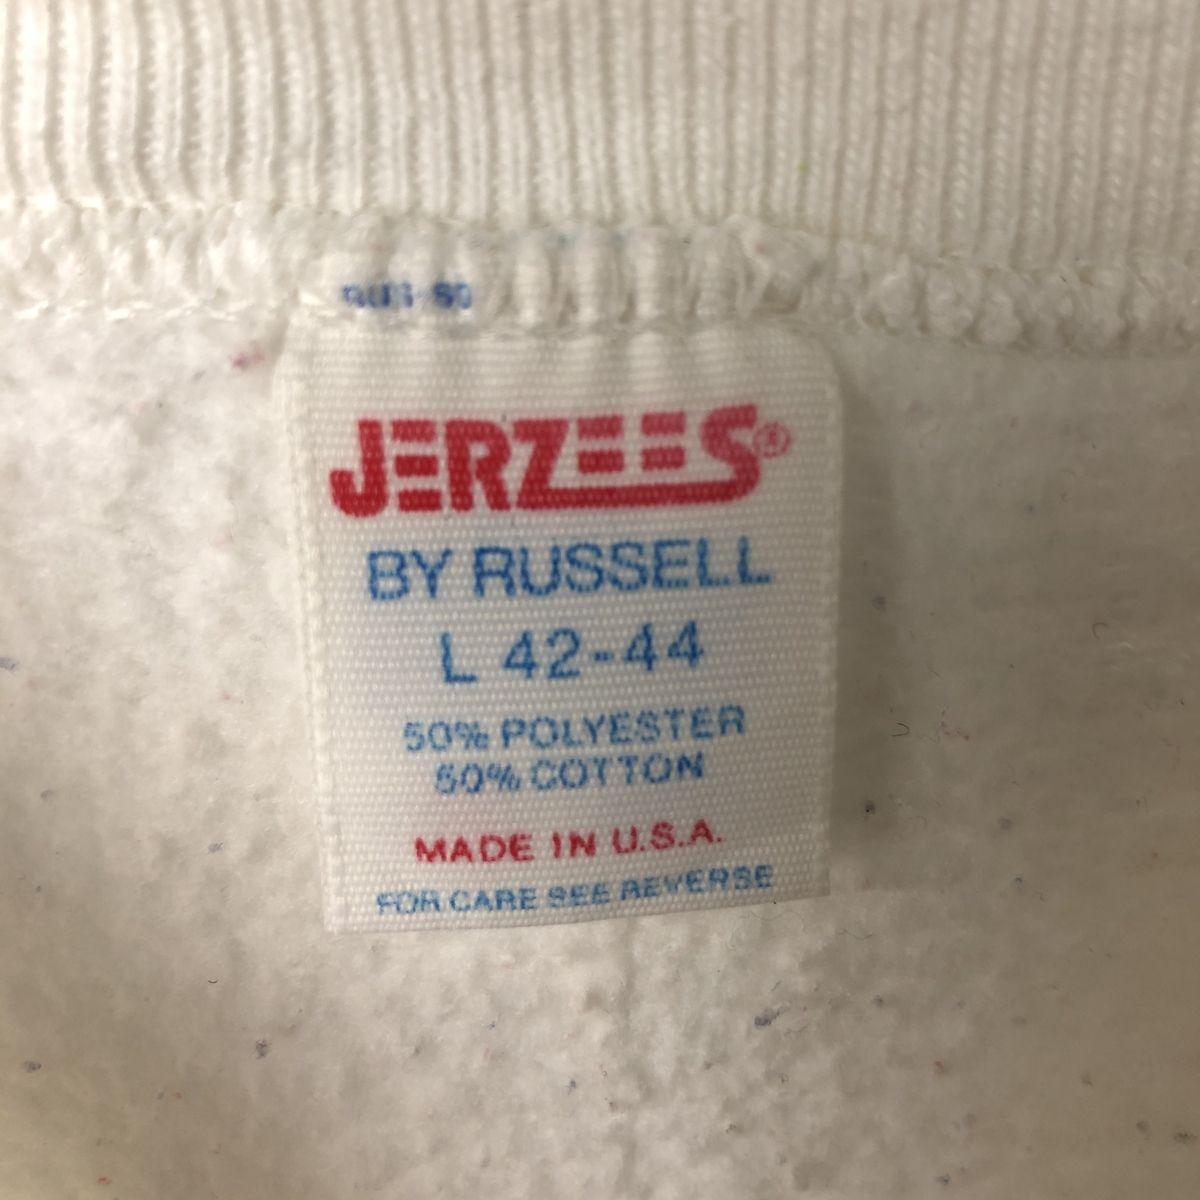 JERZEES®
BY RUSSELL
L 42-44
50% POLYESTER
50% COTTON
MADE IN U.S.A.
FOR CARE SEE REVERSE